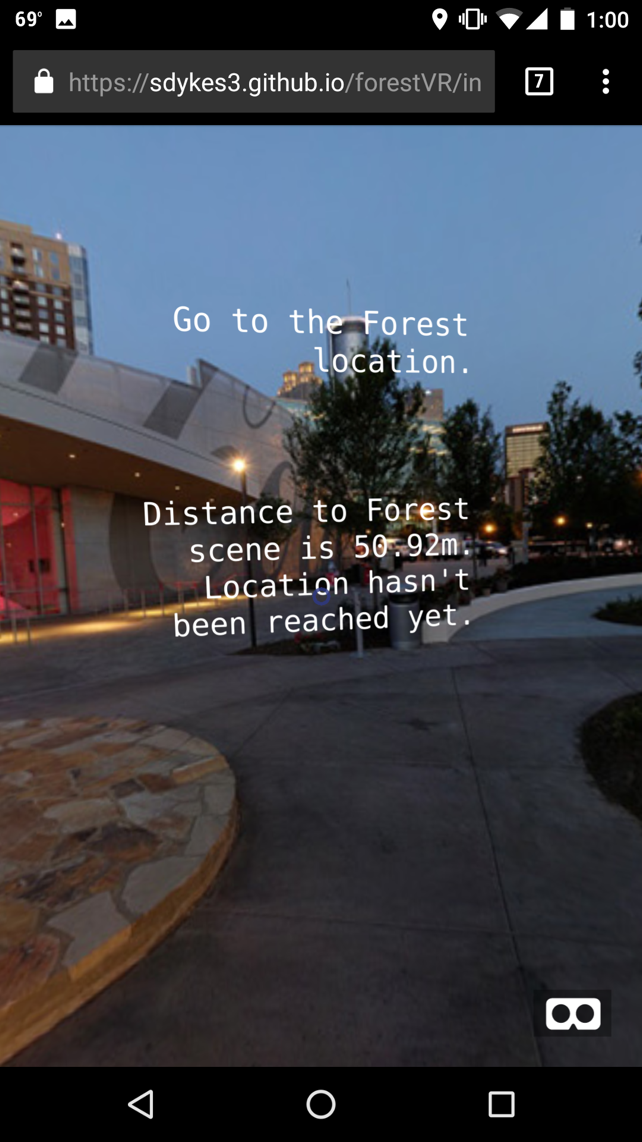 69°
1:00
https://sdykes3.github.io/forestVR/in
7
Go to the Forest
location.
Distance to Forest
scene is 50.92m.
Location hasn't
been reached yet.